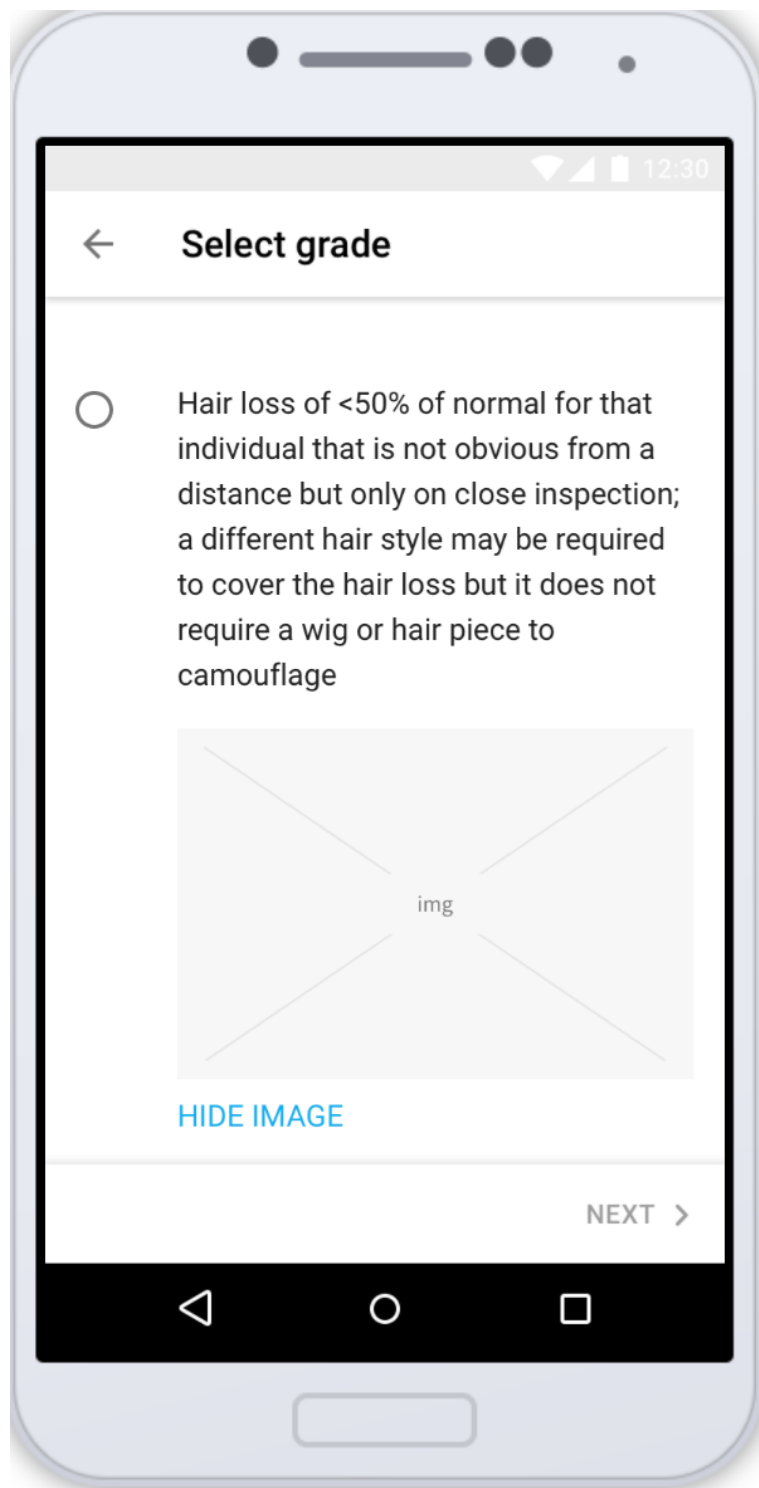 12:30
Select grade
Hair loss of <50% of normal for that
individual that is not obvious from a
distance but only on close inspection;
a different hair style may be required
to cover the hair loss but it does not
require a wig or hair piece to
camouflage
img
HIDE IMAGE
NEXT